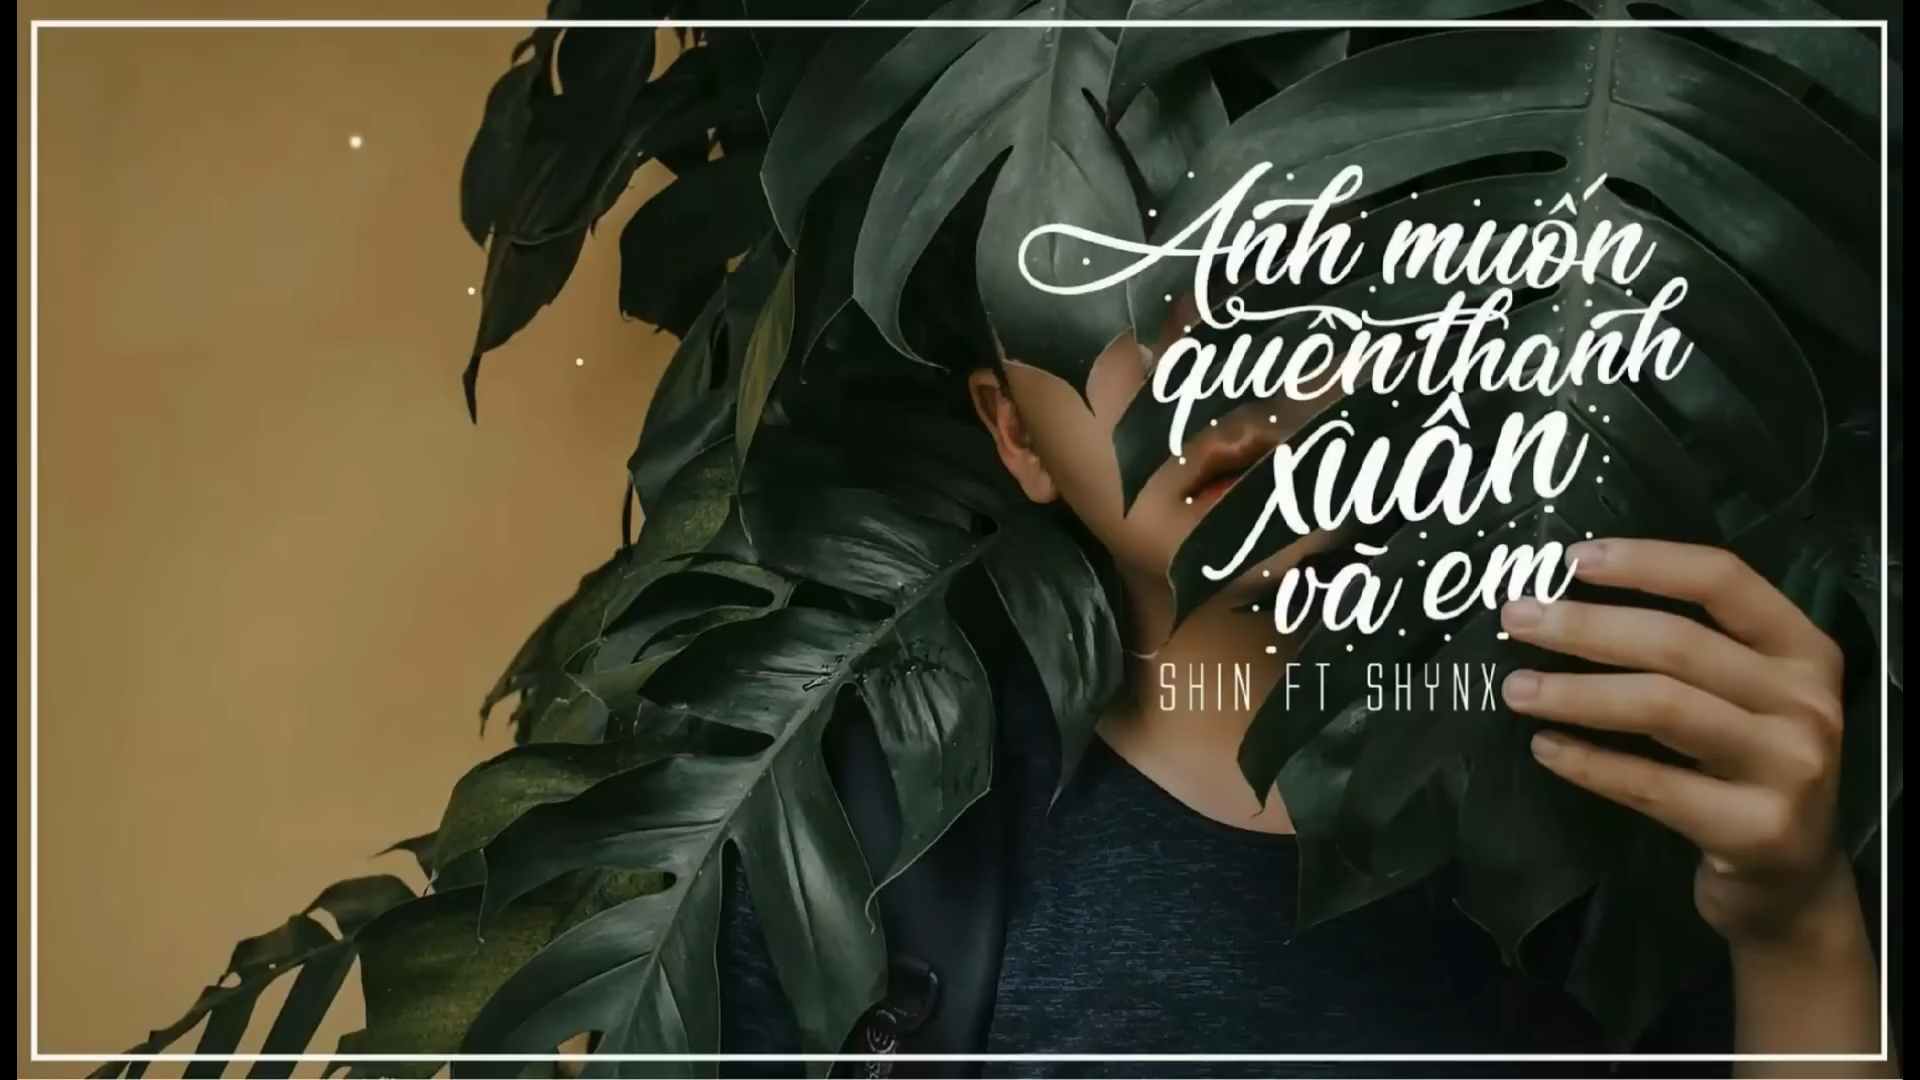 Anh muốn
quên thanh
xuân
và em
SHIN FT SHYNX